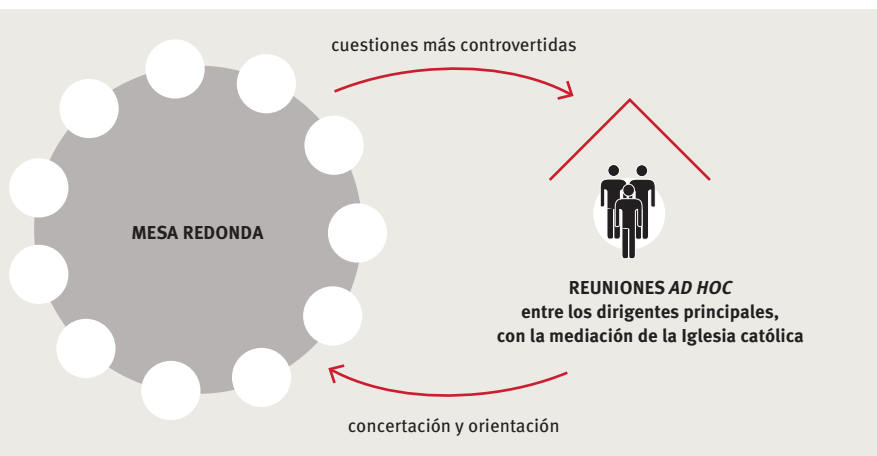 cuestiones más controvertidas
MESA REDONDA
REUNIONES AD HOC
entre los dirigentes principales,
con la mediación de la Iglesia católica
concertación y orientación